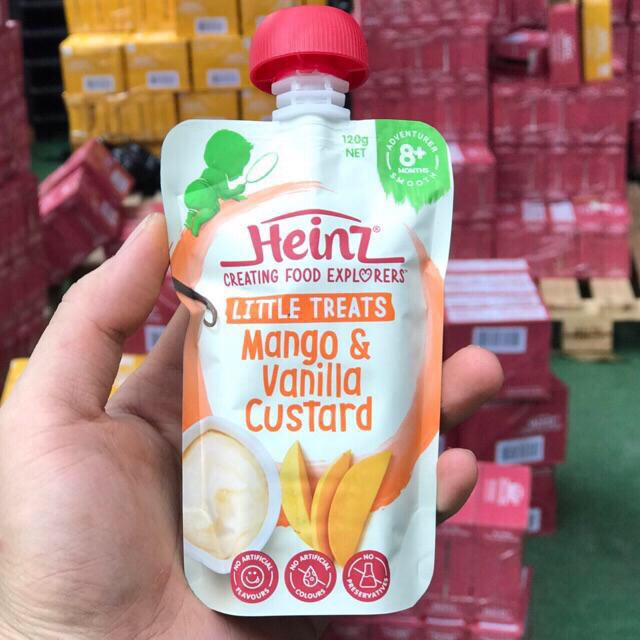 120g
NET
ADVENTURER
8+
MONTHS
SMOOTH
Heinz®
CREATING FOOD EXPLORERS™
LITTLE TREATS
Mango &
Vanilla
Custard
NO ARTIFICIAL
FLAVOURS
NO ARTIFICIAL
COLOURS
NO
PRESERVATIVES